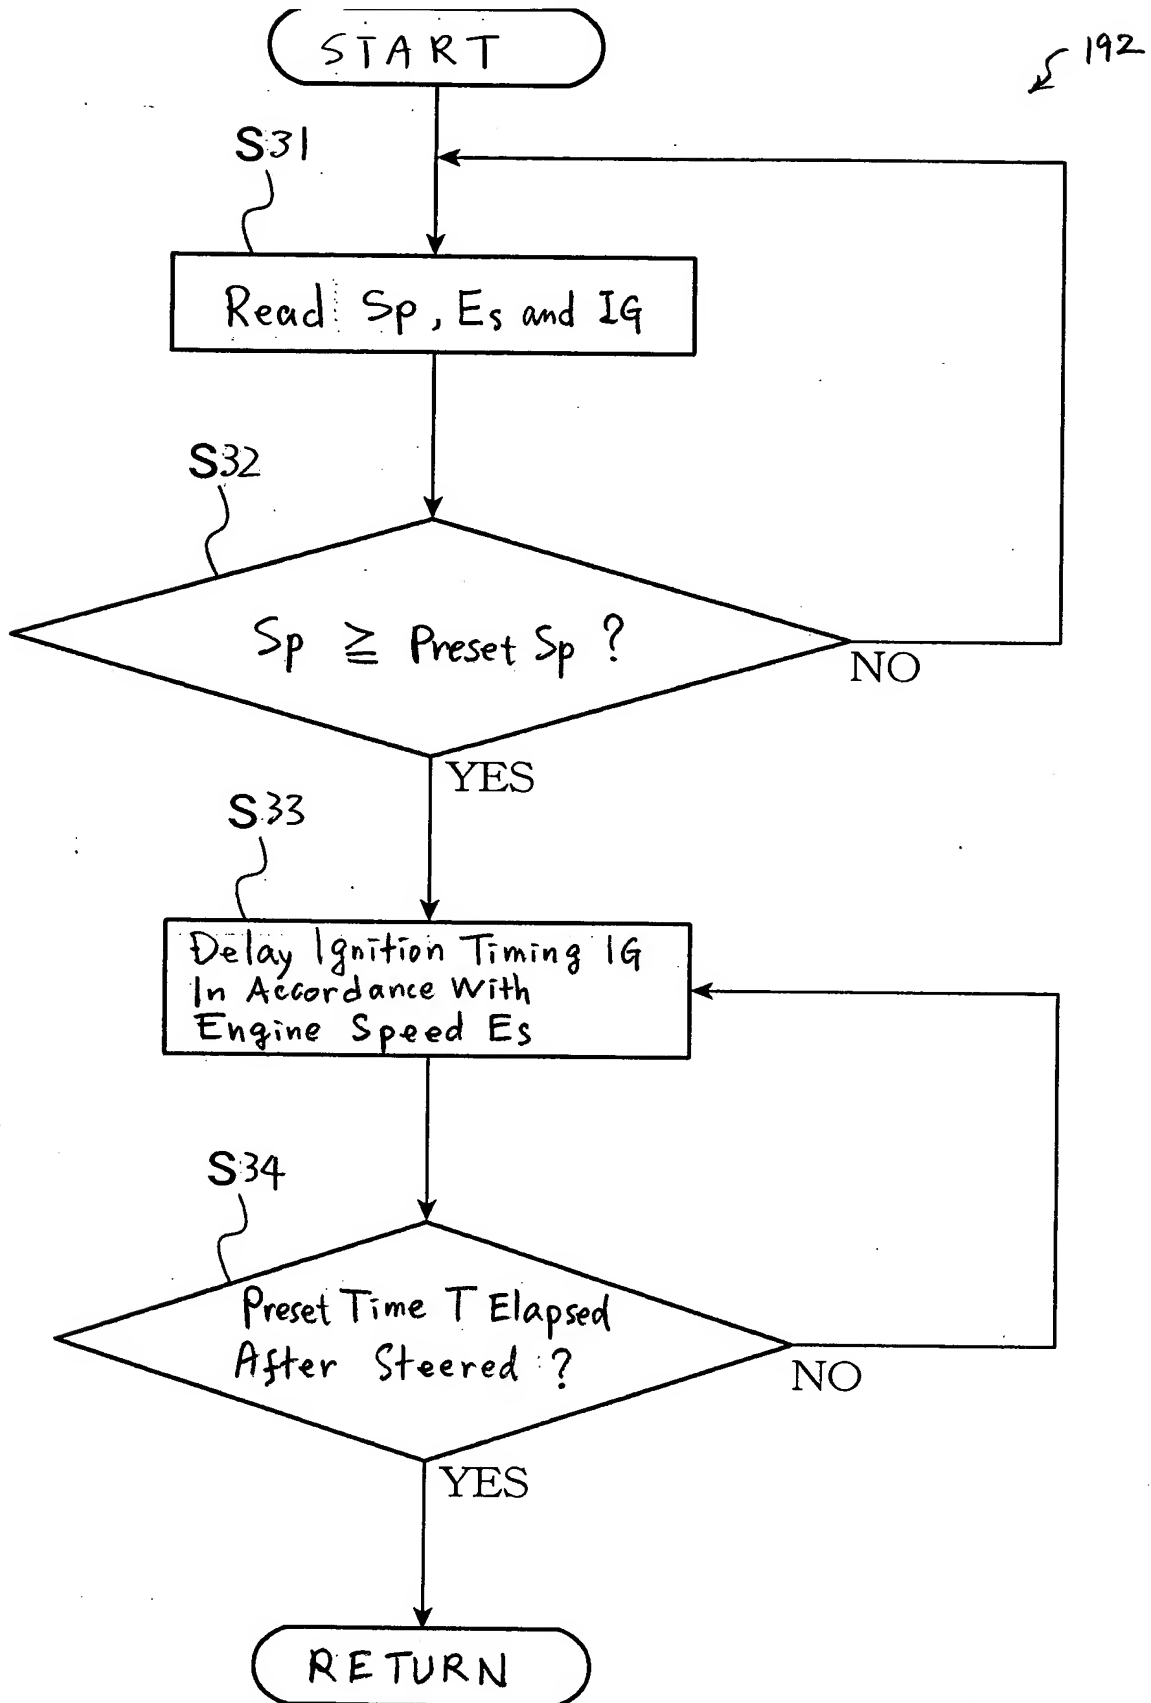 START
192
S31
Read Sp, Es and IG
S32
Sp ≧ Preset Sp ?
NO
YES
S33
Delay Ignition Timing IG
In Accordance With
Engine Speed Es
S34
Preset Time T Elapsed
After Steered ?
NO
YES
RETURN